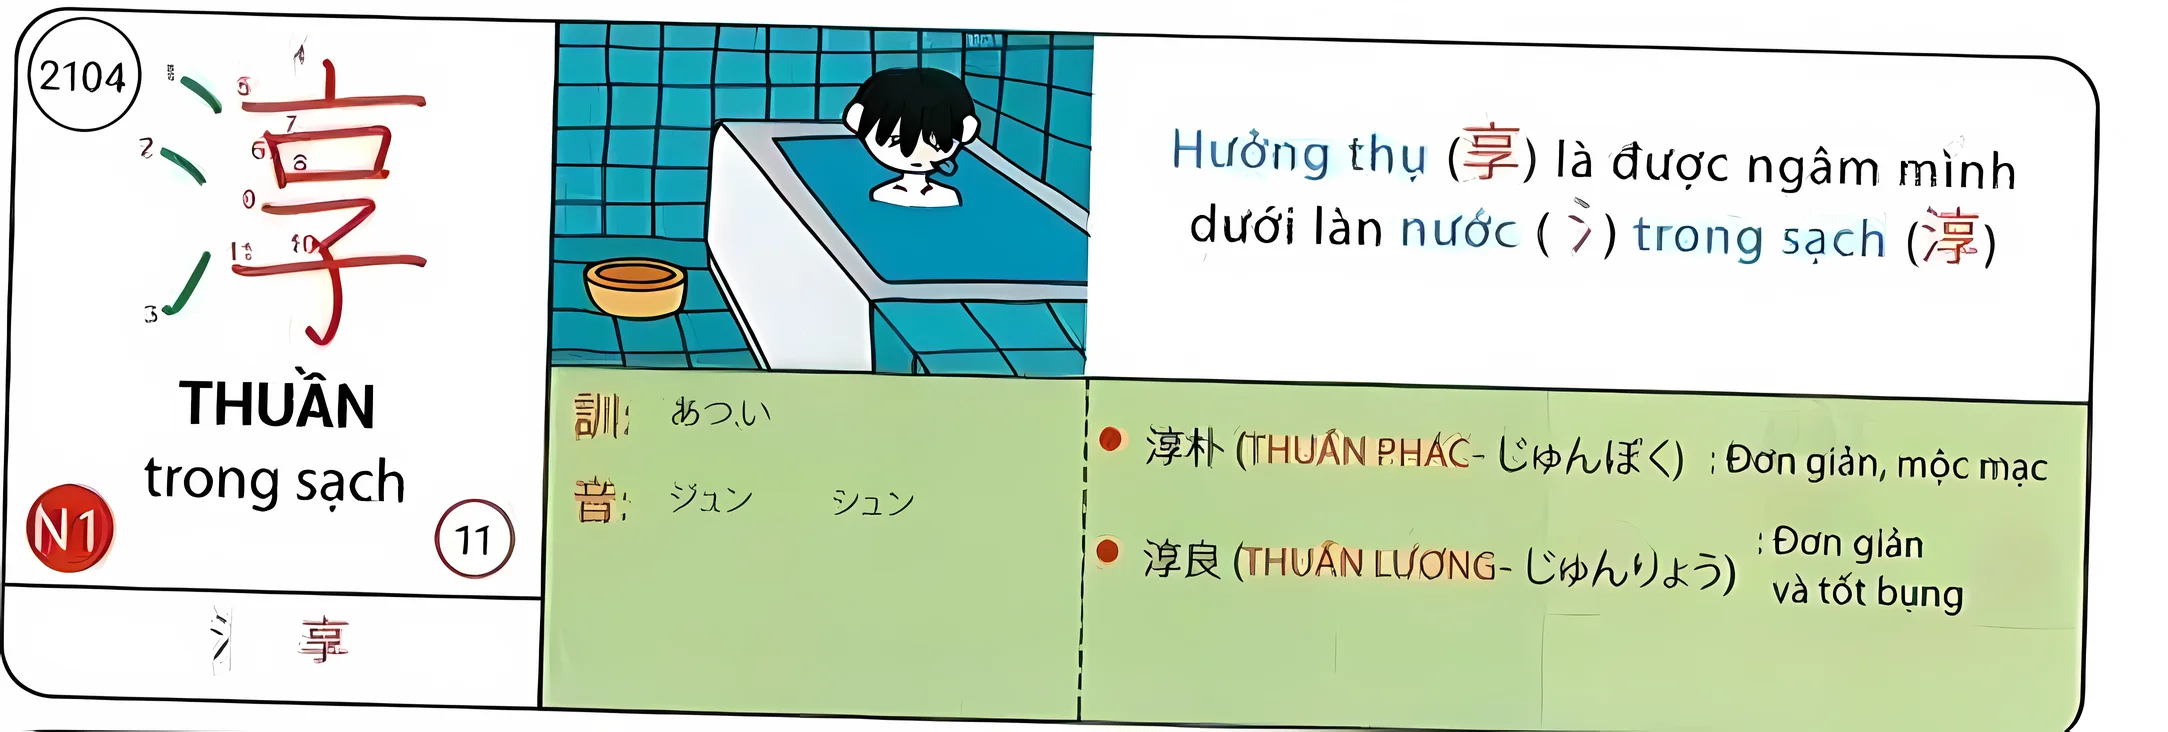 2104
淳
THUẦN
trong sạch
N1
11
氵 享
Hưởng thụ (享) là được ngâm mình
dưới làn nước (氵) trong sạch (淳)
訓: あつ.い
音: ジュン シュン
淳朴 (THUẦN PHÁC- じゅんぼく) : Đơn giản, mộc mạc
淳良 (THUẦN LƯƠNG- じゅんりょう) : Đơn giản
và tốt bụng